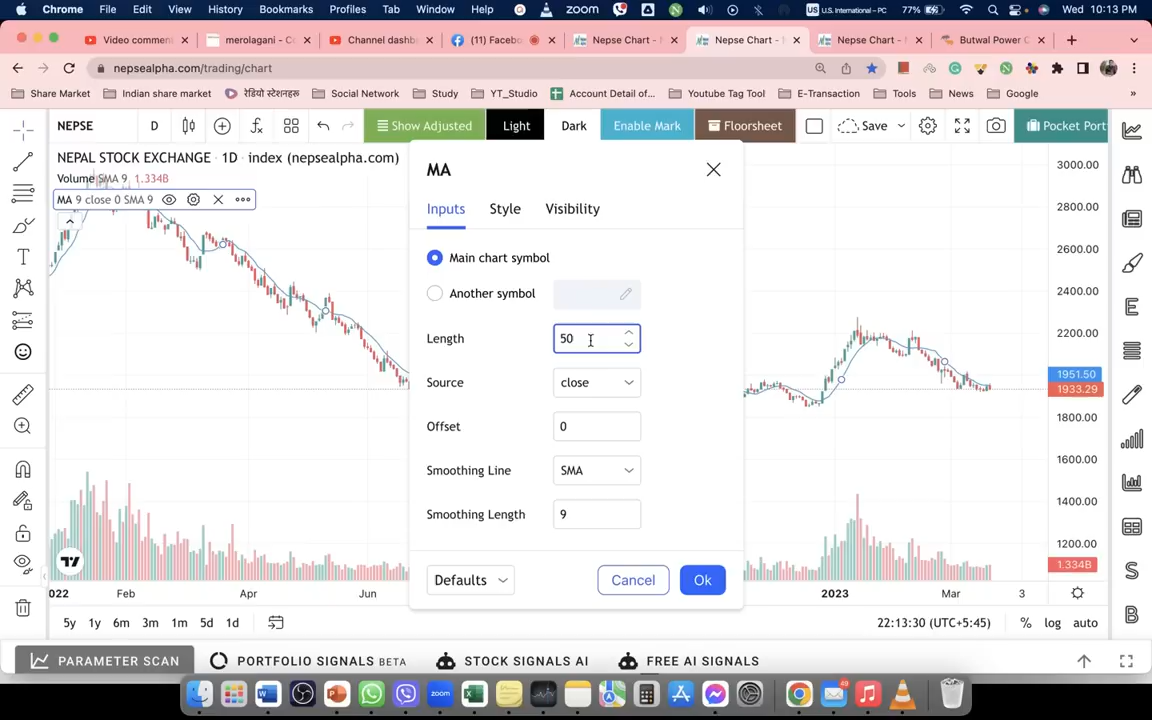 Chrome File Edit View History Bookmarks Profiles Tab Window Help zoom U.S. International – PC 77% Wed 10:13 PM
Video commen merolagani - Co Channel dashb (11) Faceb Nepse Chart - Nepse Chart - Nepse Chart - Butwal Power C
nepsealpha.com/trading/chart
Share Market Indian share market रेडियो स्टेशनहरू Social Network Study YT_Studio Account Detail of... Youtube Tag Tool E-Transaction Tools News Google »
NEPSE D Show Adjusted Light Dark Enable Mark Floorsheet Save Pocket Port
NEPAL STOCK EXCHANGE · 1D · index (nepsealpha.com)
Volume SMA 9 1.334B
MA 9 close 0 SMA 9
MA
Inputs Style Visibility
Main chart symbol
Another symbol
Length 50
Source close
Offset 0
Smoothing Line SMA
Smoothing Length 9
Defaults Cancel Ok
3000.00
2800.00
2600.00
2400.00
2200.00
1951.50
1933.29
1800.00
1600.00
1400.00
1200.00
1.334B
2022 Feb Apr Jun 2023 Mar 3
5y 1y 6m 3m 1m 5d 1d 22:13:30 (UTC+5:45) % log auto
PARAMETER SCAN PORTFOLIO SIGNALS BETA STOCK SIGNALS AI FREE AI SIGNALS
zoom